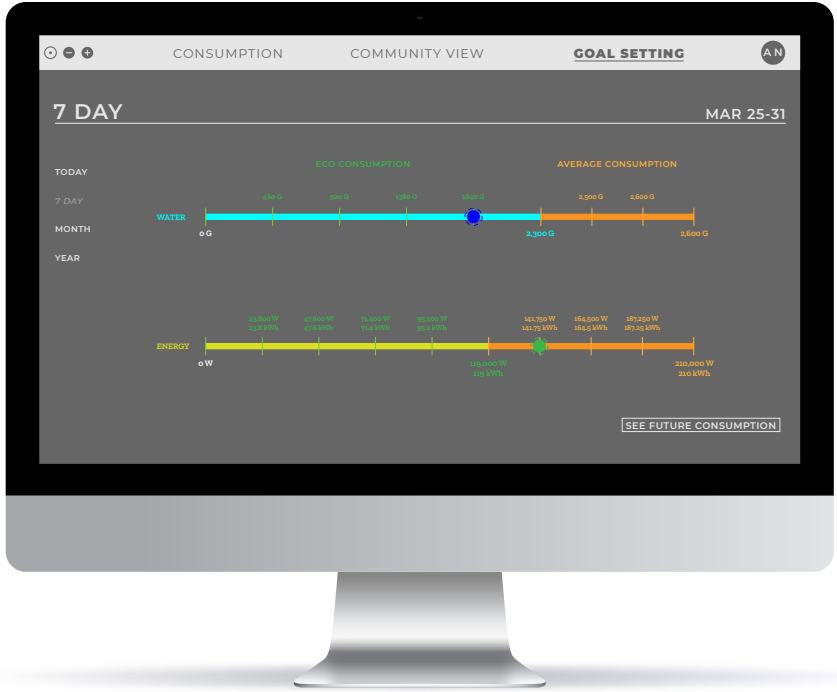 CONSUMPTION COMMUNITY VIEW GOAL SETTING AN
7 DAY MAR 25-31
TODAY
7 DAY
MONTH
YEAR
ECO CONSUMPTION AVERAGE CONSUMPTION
480 G 920 G 1380 G 1840 G 2,500 G 2,600 G
WATER
0 G 2,300 G 2,600 G
23,800 W 47,600 W 71,400 W 95,200 W 141,750 W 164,500 W 187,250 W
23.8 kWh 47.6 kWh 71.4 kWh 95.2 kWh 141.75 kWh 164.5 kWh 187.25 kWh
ENERGY
0 W 119,000 W 210,000 W
119 kWh 210 kWh
SEE FUTURE CONSUMPTION